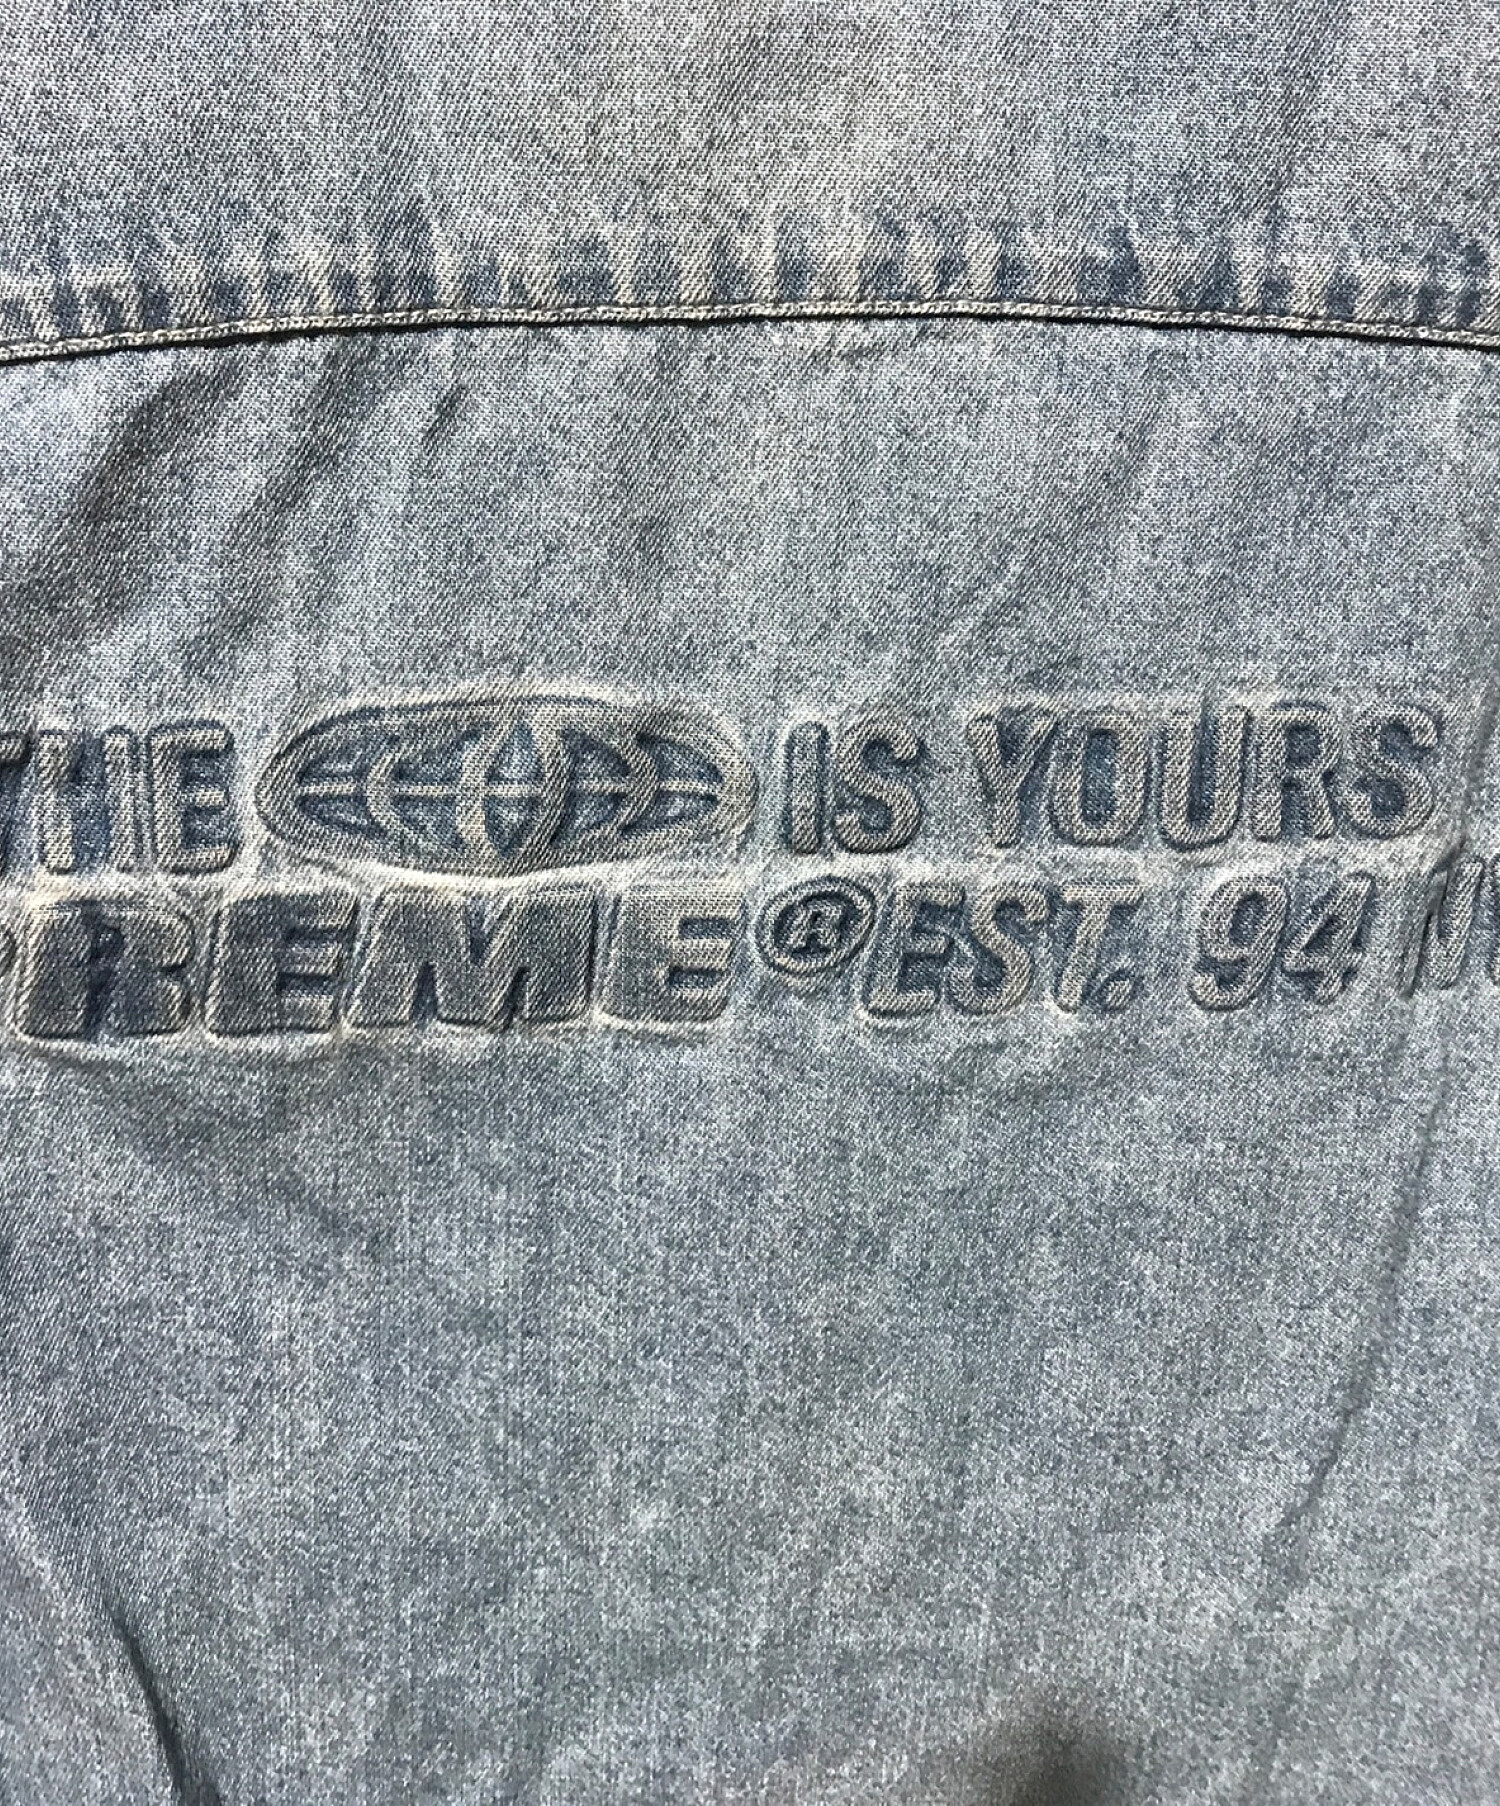 THE IS YOURS
REME® EST. 94